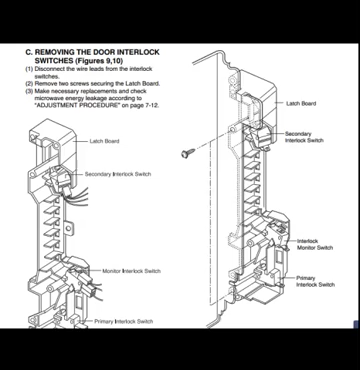 C. REMOVING THE DOOR INTERLOCK
SWITCHES (Figures 9,10)
(1) Disconnect the wire leads from the interlock
switches.
(2) Remove two screws securing the Latch Board.
(3) Make necessary replacements and check
microwave energy leakage according to
"ADJUSTMENT PROCEDURE" on page 7-12.
Latch Board
Secondary Interlock Switch
Monitor Interlock Switch
Primary Interlock Switch
Latch Board
Secondary
Interlock Switch
Interlock
Monitor Switch
Primary
Interlock Switch